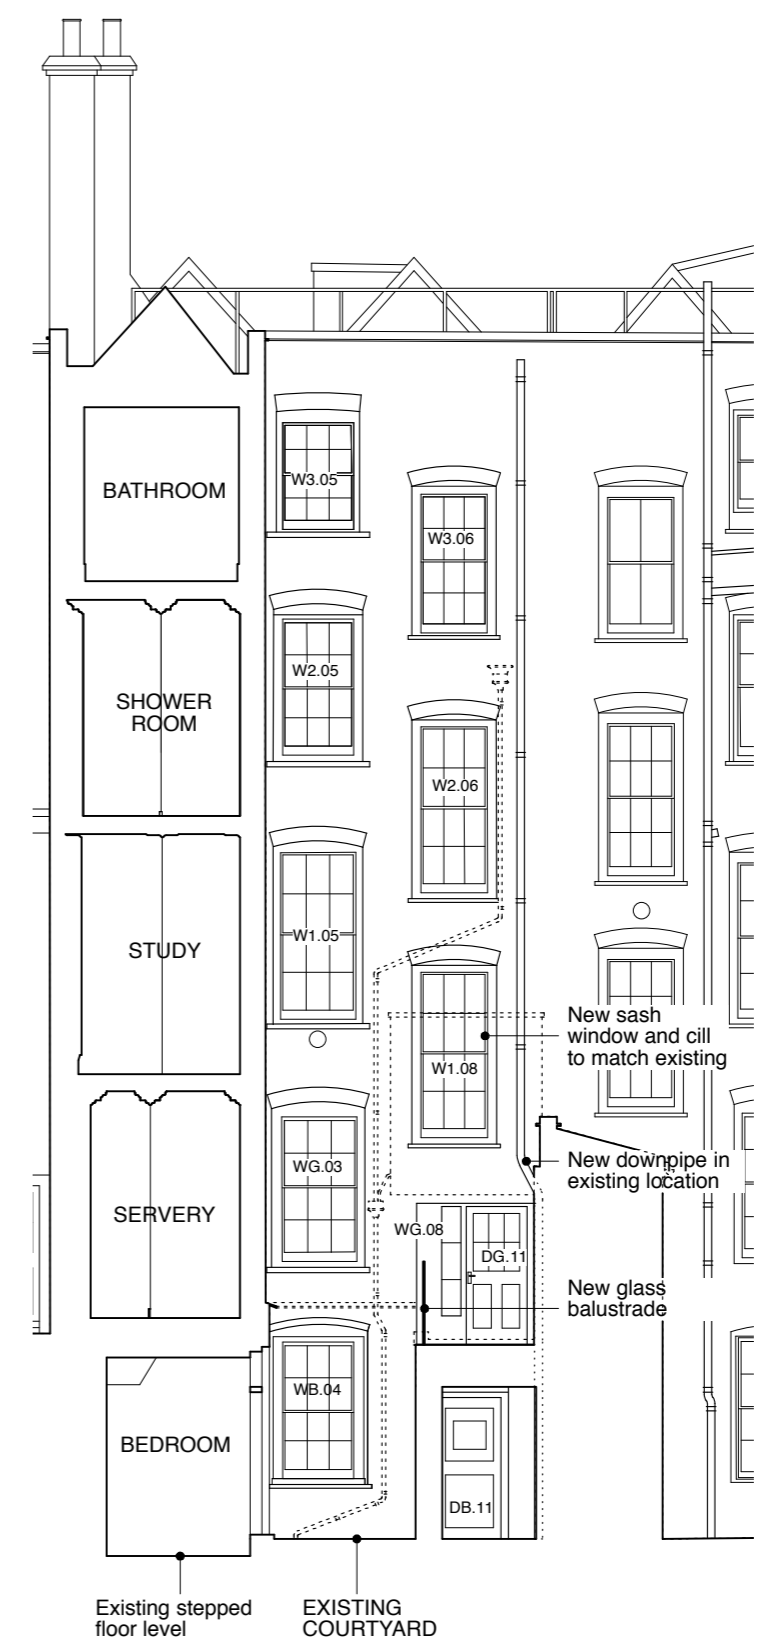 W3.05
BATHROOM
W3.06
W2.05
SHOWER
ROOM
W2.06
W1.05
STUDY
New sash
window and cill
to match existing
W1.08
WG.03
New downpipe in
existing location
SERVERY
WG.08
DG.11
New glass
balustrade
WB.04
BEDROOM
DB.11
Existing stepped
floor level
EXISTING
COURTYARD